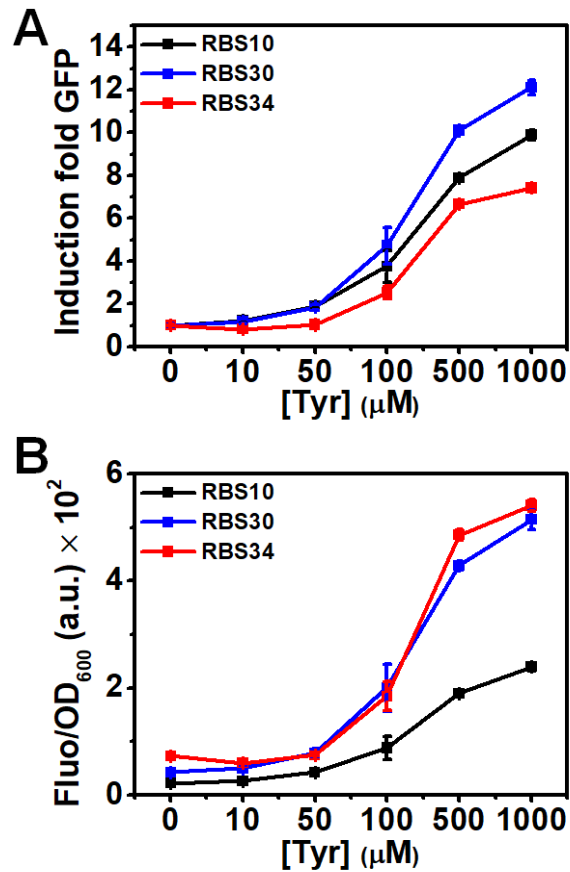 A
Induction fold GFP
14
12
10
8
6
4
2
0
RBS10
RBS30
RBS34
0 10 50 100 500 1000
[Tyr] (μM)
B
Fluo/OD600 (a.u.) × 10²
6
4
2
0
RBS10
RBS30
RBS34
0 10 50 100 500 1000
[Tyr] (μM)